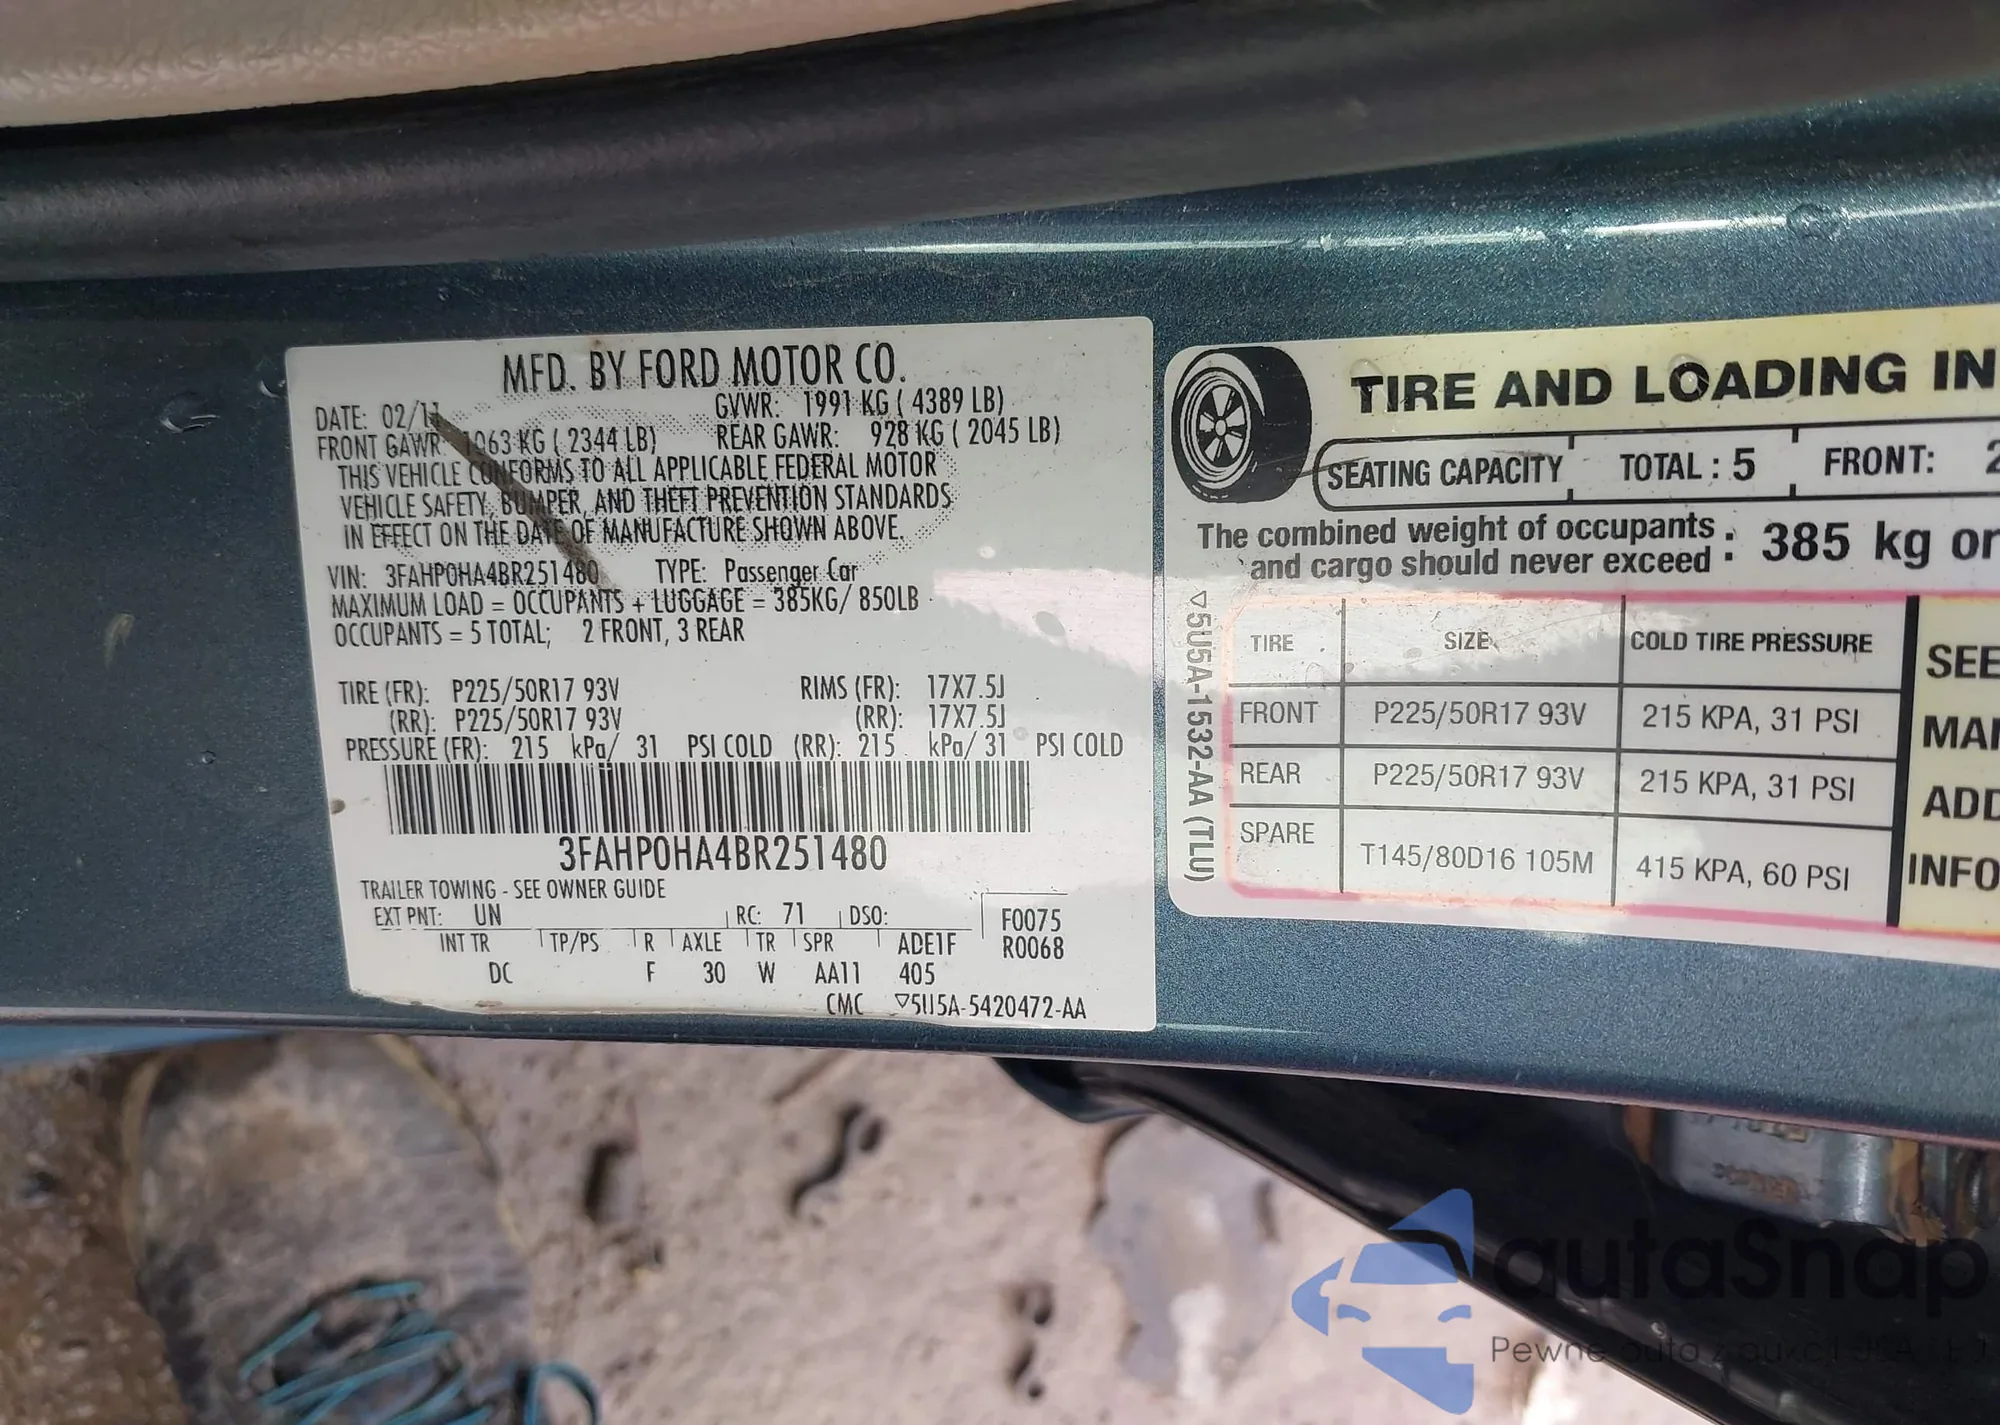 MFD. BY FORD MOTOR CO.
DATE: 02/11 GVWR: 1991 KG ( 4389 LB)
FRONT GAWR: 1063 KG ( 2344 LB) REAR GAWR: 928 KG ( 2045 LB)
THIS VEHICLE CONFORMS TO ALL APPLICABLE FEDERAL MOTOR
VEHICLE SAFETY, BUMPER, AND THEFT PREVENTION STANDARDS
IN EFFECT ON THE DATE OF MANUFACTURE SHOWN ABOVE.
VIN: 3FAHP0HA4BR251480 TYPE: Passenger Car
MAXIMUM LOAD = OCCUPANTS + LUGGAGE = 385KG/ 850LB
OCCUPANTS = 5 TOTAL; 2 FRONT, 3 REAR
TIRE (FR): P225/50R17 93V RIMS (FR): 17X7.5J
(RR): P225/50R17 93V (RR): 17X7.5J
PRESSURE (FR): 215 kPa/ 31 PSI COLD (RR): 215 kPa/ 31 PSI COLD
3FAHP0HA4BR251480
TRAILER TOWING - SEE OWNER GUIDE
EXT PNT: UN RC: 71 DSO: F0075
INT TR TP/PS R AXLE TR SPR ADE1F R0068
DC F 30 W AA11 405
CMC ▽5U5A-5420472-AA
TIRE AND LOADING IN
SEATING CAPACITY TOTAL : 5 FRONT: 2
The combined weight of occupants
and cargo should never exceed : 385 kg or
▽5U5A-1532-AA (TLU)
TIRE SIZE COLD TIRE PRESSURE
FRONT P225/50R17 93V 215 KPA, 31 PSI
REAR P225/50R17 93V 215 KPA, 31 PSI
SPARE T145/80D16 105M 415 KPA, 60 PSI
SEE
MAN
ADD
INFO
autaSnap
Pewne auta z aukcji